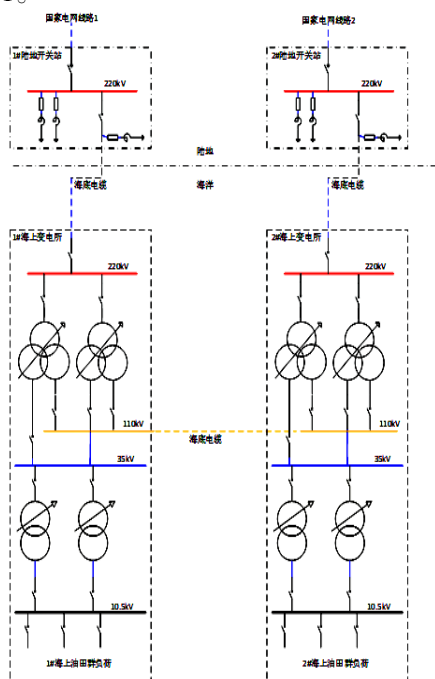 国家电网线路1
国家电网线路2
1#陆地开关站
2#陆地开关站
220kV
220kV
陆地
海底电缆
海洋
海底电缆
1#海上变电所
2#海上变电所
220kV
220kV
110kV
110kV
海底电缆
35kV
35kV
10.5kV
10.5kV
1#海上油田群负荷
2#海上油田群负荷